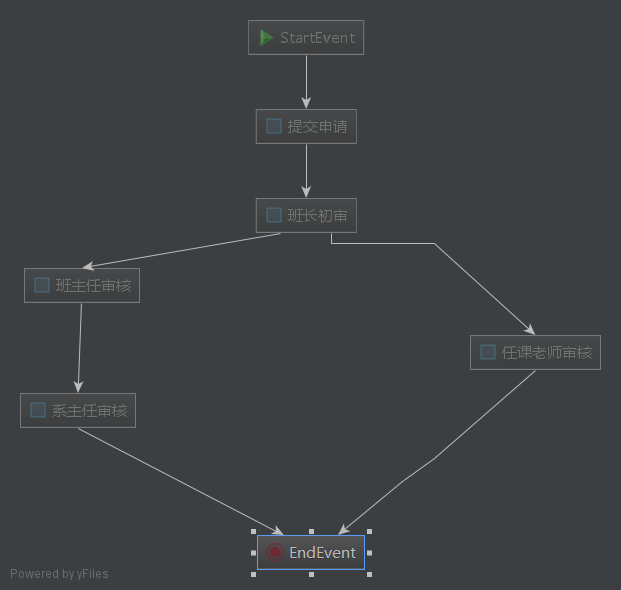 StartEvent
提交申请
班长初审
班主任审核
任课老师审核
系主任审核
EndEvent
Powered by yFiles